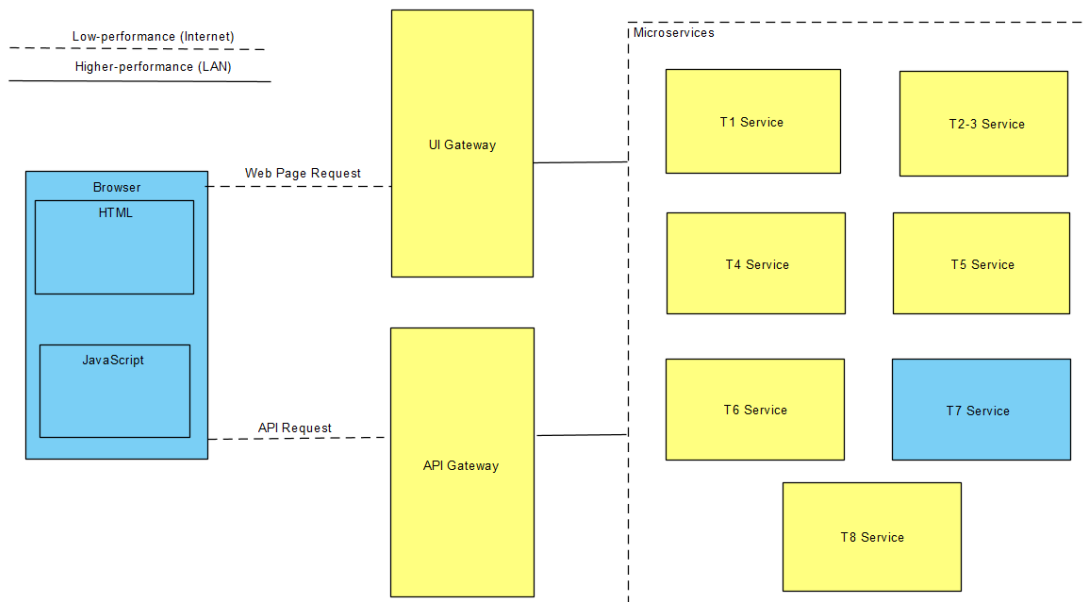 Low-performance (Internet)
Higher-performance (LAN)
Browser
HTML
JavaScript
Web Page Request
API Request
UI Gateway
API Gateway
Microservices
T1 Service
T2-3 Service
T4 Service
T5 Service
T6 Service
T7 Service
T8 Service